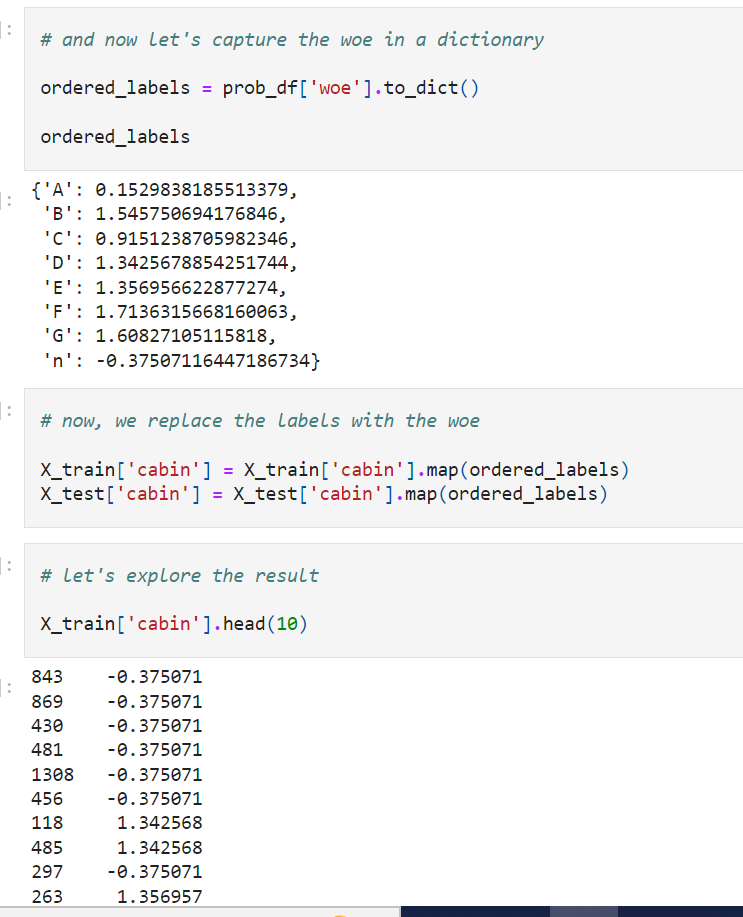 ]:
# and now let's capture the woe in a dictionary
ordered_labels = prob_df['woe'].to_dict()
ordered_labels
]:
{'A': 0.1529838185513379,
'B': 1.545750694176846,
'C': 0.9151238705982346,
'D': 1.3425678854251744,
'E': 1.356956622877274,
'F': 1.7136315668160063,
'G': 1.60827105115818,
'n': -0.37507116447186734}
]:
# now, we replace the labels with the woe
X_train['cabin'] = X_train['cabin'].map(ordered_labels)
X_test['cabin'] = X_test['cabin'].map(ordered_labels)
]:
# let's explore the result
X_train['cabin'].head(10)
]:
843 -0.375071
869 -0.375071
430 -0.375071
481 -0.375071
1308 -0.375071
456 -0.375071
118 1.342568
485 1.342568
297 -0.375071
263 1.356957